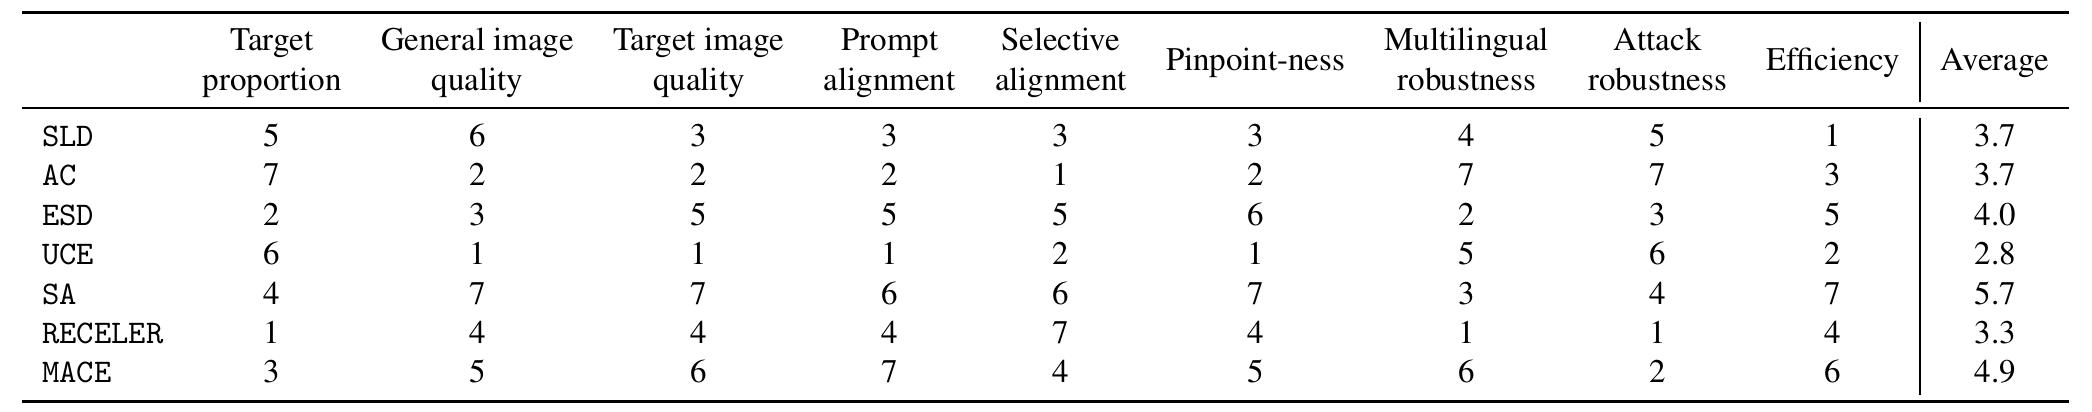 Target General image Target image Prompt Selective Multilingual Attack
proportion quality quality alignment alignment Pinpoint-ness robustness robustness Efficiency Average
SLD 5 6 3 3 3 3 4 5 1 3.7
AC 7 2 2 2 1 2 7 7 3 3.7
ESD 2 3 5 5 5 6 2 3 5 4.0
UCE 6 1 1 1 2 1 5 6 2 2.8
SA 4 7 7 6 6 7 3 4 7 5.7
RECELER 1 4 4 4 7 4 1 1 4 3.3
MACE 3 5 6 7 4 5 6 2 6 4.9